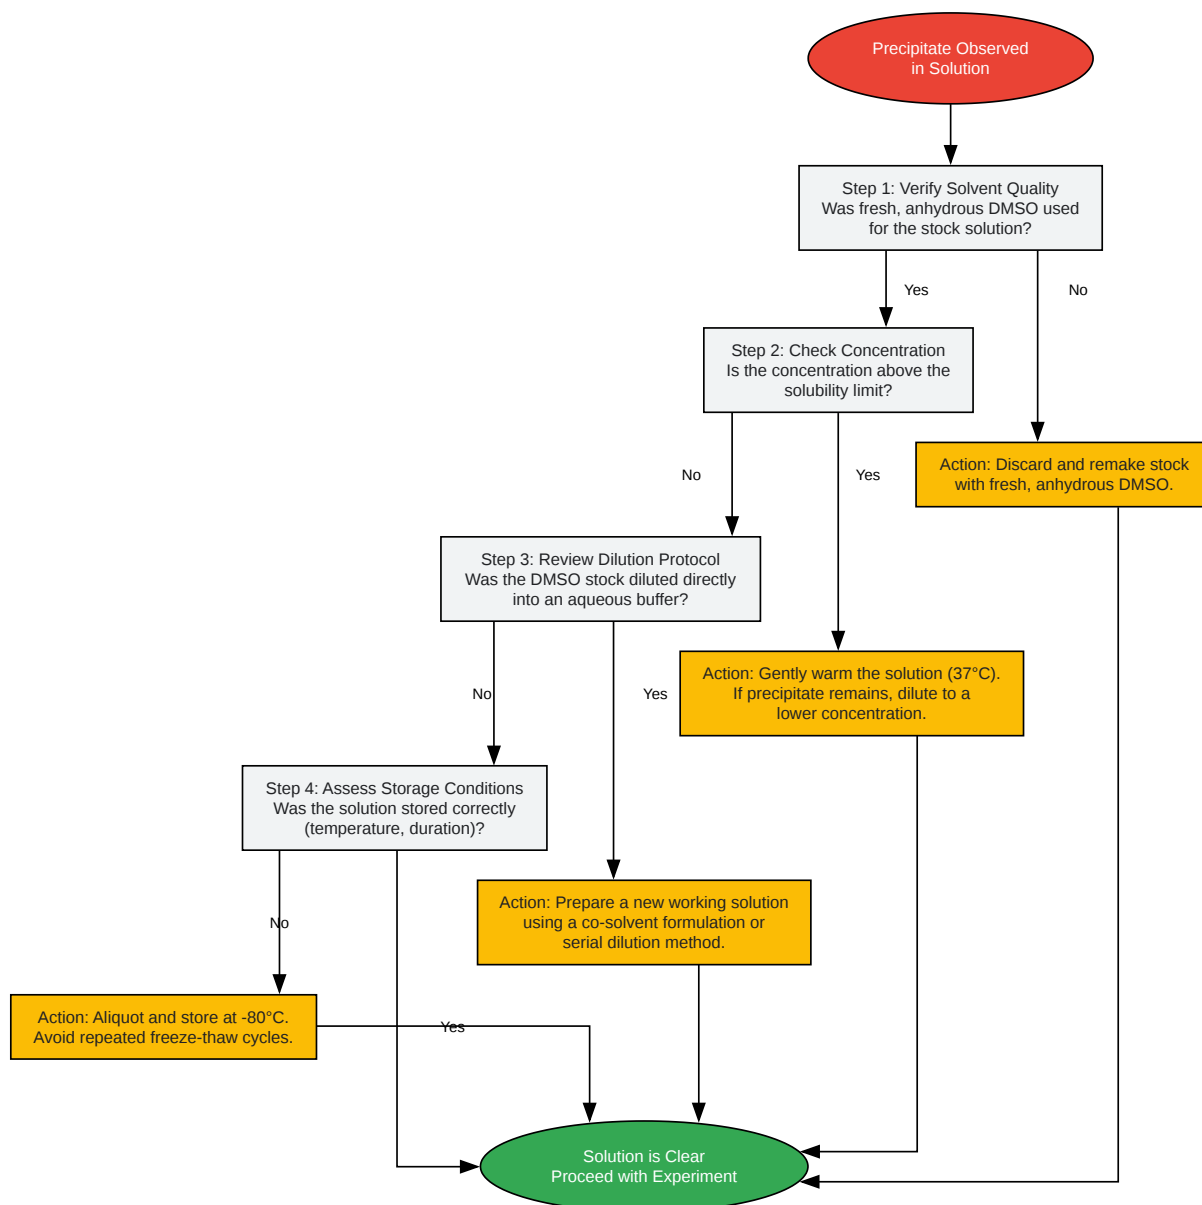 Precipitate Observed
in Solution
Step 1: Verify Solvent Quality
Was fresh, anhydrous DMSO used
for the stock solution?
Yes
No
Step 2: Check Concentration
Is the concentration above the
solubility limit?
Action: Discard and remake stock
with fresh, anhydrous DMSO.
No
Yes
Step 3: Review Dilution Protocol
Was the DMSO stock diluted directly
into an aqueous buffer?
Action: Gently warm the solution (37°C).
If precipitate remains, dilute to a
lower concentration.
No
Yes
Step 4: Assess Storage Conditions
Was the solution stored correctly
(temperature, duration)?
Action: Prepare a new working solution
using a co-solvent formulation or
serial dilution method.
No
Action: Aliquot and store at -80°C.
Avoid repeated freeze-thaw cycles.
Yes
Solution is Clear
Proceed with Experiment